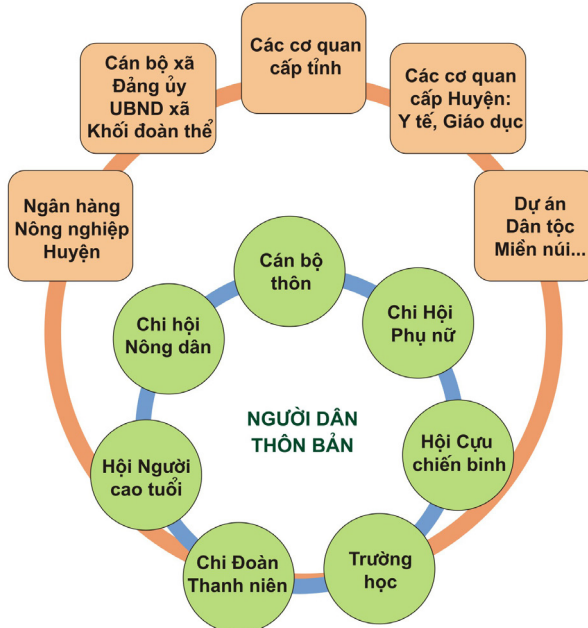 Các cơ quan
cấp tỉnh
Cán bộ xã
Đảng ủy
UBND xã
Khối đoàn thể
Các cơ quan
cấp Huyện:
Y tế, Giáo dục
Ngân hàng
Nông nghiệp
Huyện
Dự án
Dân tộc
Miền núi...
Cán bộ
thôn
Chi hội
Nông dân
Chi Hội
Phụ nữ
NGƯỜI DÂN
THÔN BẢN
Hội Người
cao tuổi
Hội Cựu
chiến binh
Chi Đoàn
Thanh niên
Trường
học